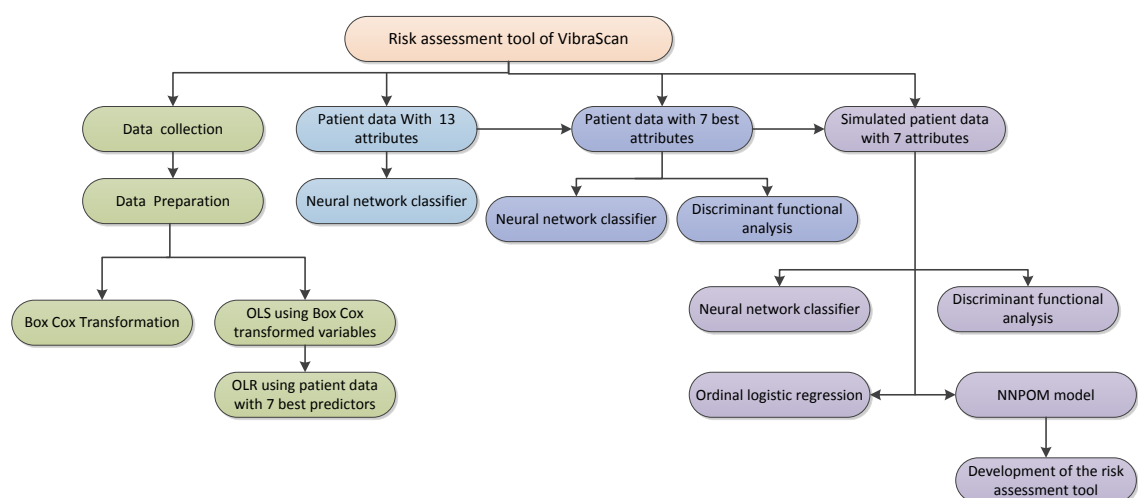 Risk assessment tool of VibraScan
Data collection
Patient data With 13
attributes
Patient data with 7 best
attributes
Simulated patient data
with 7 attributes
Data Preparation
Neural network classifier
Neural network classifier
Discriminant functional
analysis
Box Cox Transformation
OLS using Box Cox
transformed variables
Neural network classifier
Discriminant functional
analysis
OLR using patient data
with 7 best predictors
Ordinal logistic regression
NNPOM model
Development of the risk
assessment tool